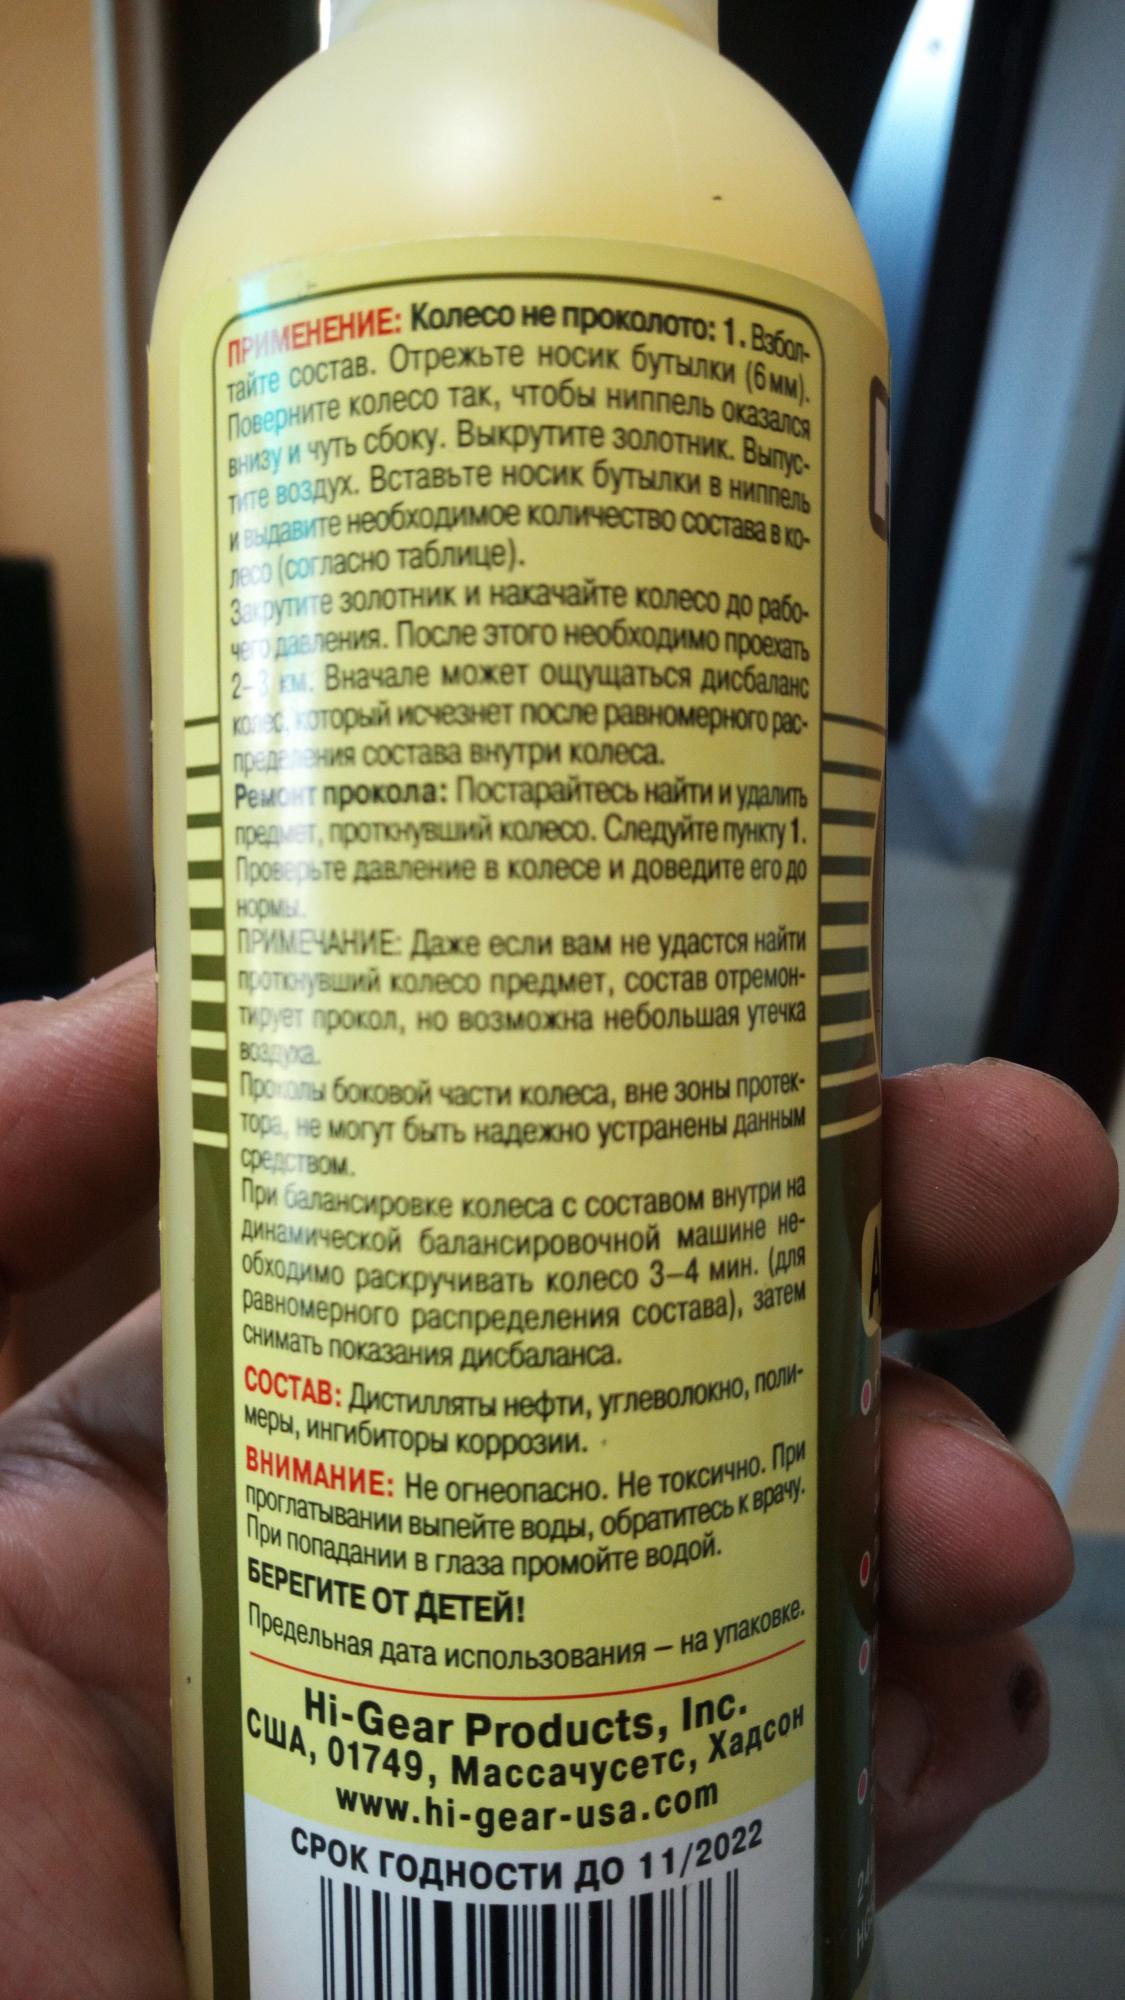 ПРИМЕНЕНИЕ: Колесо не проколото: 1. Взбол-
тайте состав. Отрежьте носик бутылки (6мм).
Поверните колесо так, чтобы ниппель оказался
внизу и чуть сбоку. Выкрутите золотник. Выпус-
тите воздух. Вставьте носик бутылки в ниппель
и выдавите необходимое количество состава в ко-
лесо (согласно таблице).
Закрутите золотник и накачайте колесо до рабо-
чего давления. После этого необходимо проехать
2–3 км. Вначале может ощущаться дисбаланс
колес, который исчезнет после равномерного рас-
пределения состава внутри колеса.
Ремонт прокола: Постарайтесь найти и удалить
предмет, проткнувший колесо. Следуйте пункту 1.
Проверьте давление в колесе и доведите его до
нормы.
ПРИМЕЧАНИЕ: Даже если вам не удастся найти
проткнувший колесо предмет, состав отремон-
тирует прокол, но возможна небольшая утечка
воздуха.
Проколы боковой части колеса, вне зоны протек-
тора, не могут быть надежно устранены данным
средством.
При балансировке колеса с составом внутри на
динамической балансировочной машине не-
обходимо раскручивать колесо 3–4 мин. (для
равномерного распределения состава), затем
снимать показания дисбаланса.
СОСТАВ: Дистилляты нефти, углеволокно, поли-
меры, ингибиторы коррозии.
ВНИМАНИЕ: Не огнеопасно. Не токсично. При
проглатывании выпейте воды, обратитесь к врачу.
При попадании в глаза промойте водой.
БЕРЕГИТЕ ОТ ДЕТЕЙ!
Предельная дата использования – на упаковке.
Hi-Gear Products, Inc.
США, 01749, Массачусетс, Хадсон
www.hi-gear-usa.com
СРОК ГОДНОСТИ ДО 11/2022